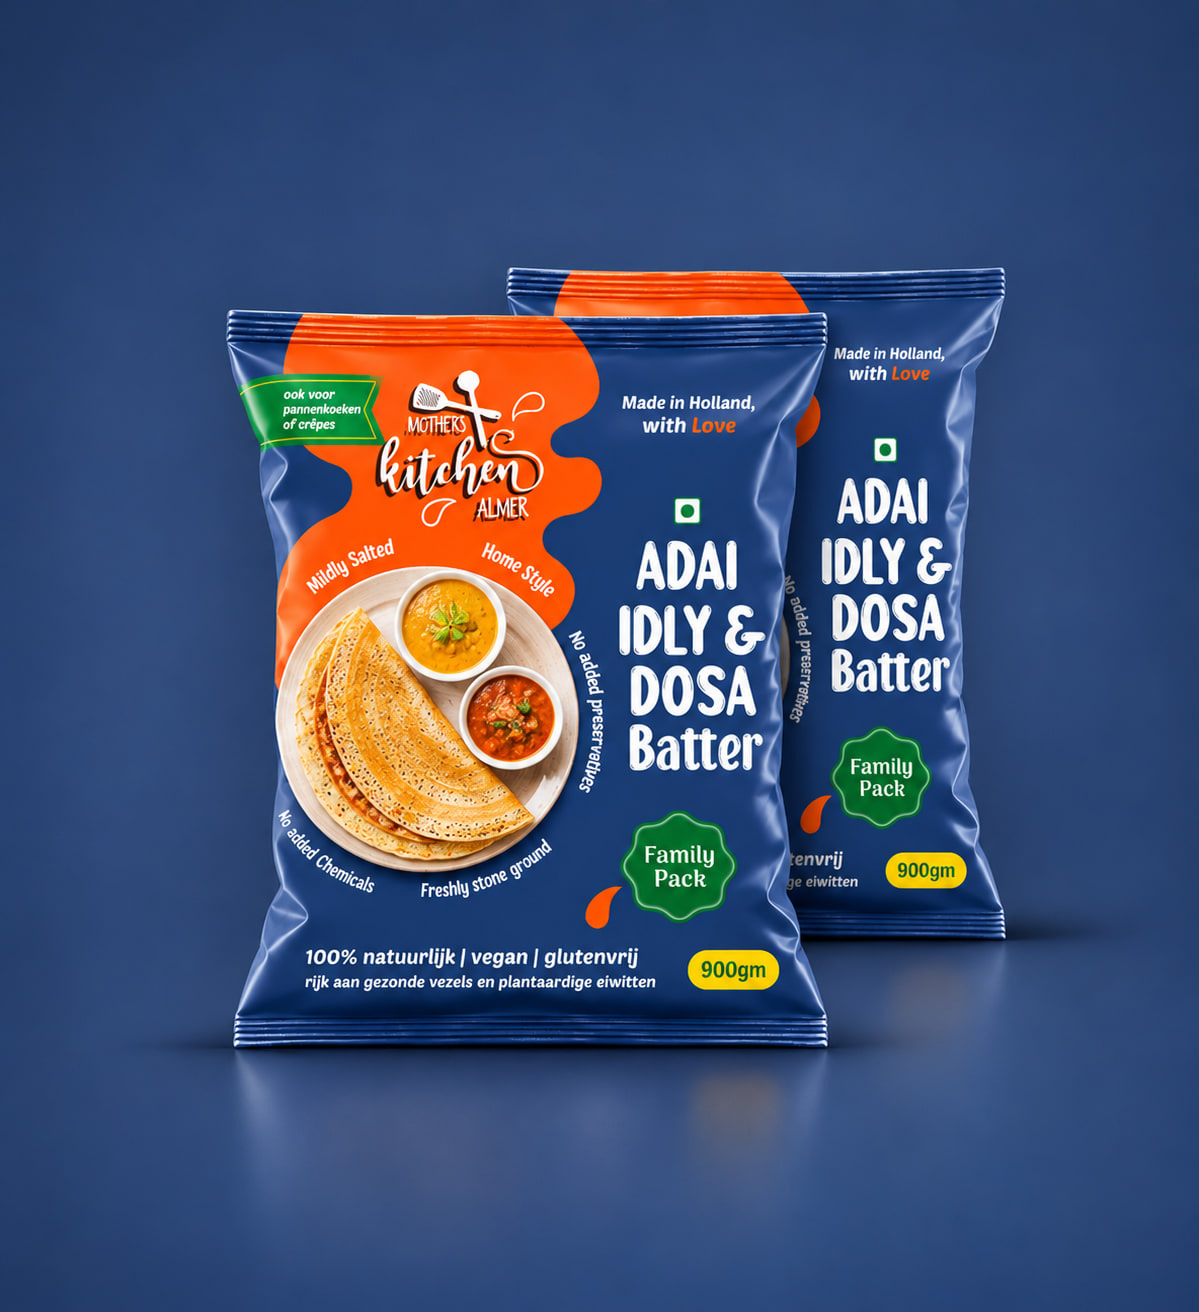 ook voor
pannenkoeken
of crêpes
MOTHER'S
kitchen
ALMER
Made in Holland,
with Love
Mildly Salted
Home Style
No added preservatives
No added Chemicals
Freshly stone ground
ADAI
IDLY &
DOSA
Batter
Family
Pack
100% natuurlijk | vegan | glutenvrij
rijk aan gezonde vezels en plantaardige eiwitten
900gm
Made in Holland,
with Love
No added preservatives
ADAI
IDLY &
DOSA
Batter
Family
Pack
tenvrij
ge eiwitten
900gm